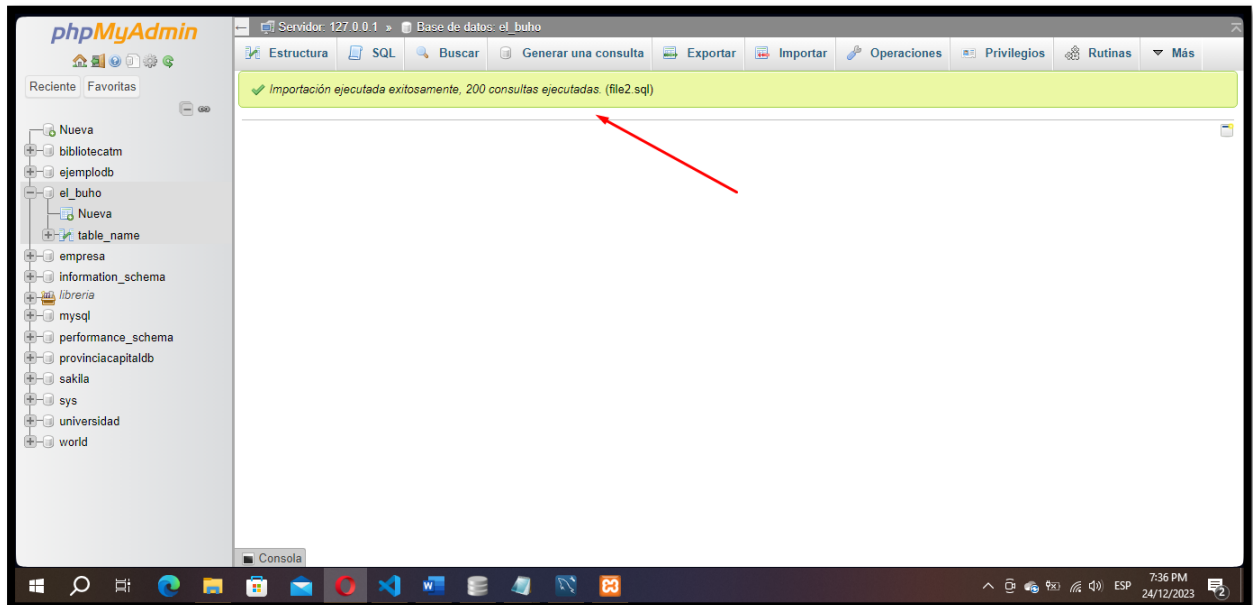 phpMyAdmin
Reciente Favoritas
Nueva
bibliotecatm
ejemplodb
el_buho
Nueva
table_name
empresa
information_schema
libreria
mysql
performance_schema
provinciacapitaldb
sakila
sys
universidad
world
Servidor: 127.0.0.1 » Base de datos: el_buho
Estructura SQL Buscar Generar una consulta Exportar Importar Operaciones Privilegios Rutinas Más
Importación ejecutada exitosamente, 200 consultas ejecutadas. (file2.sql)
Consola
ESP 7:36 PM
24/12/2023
2